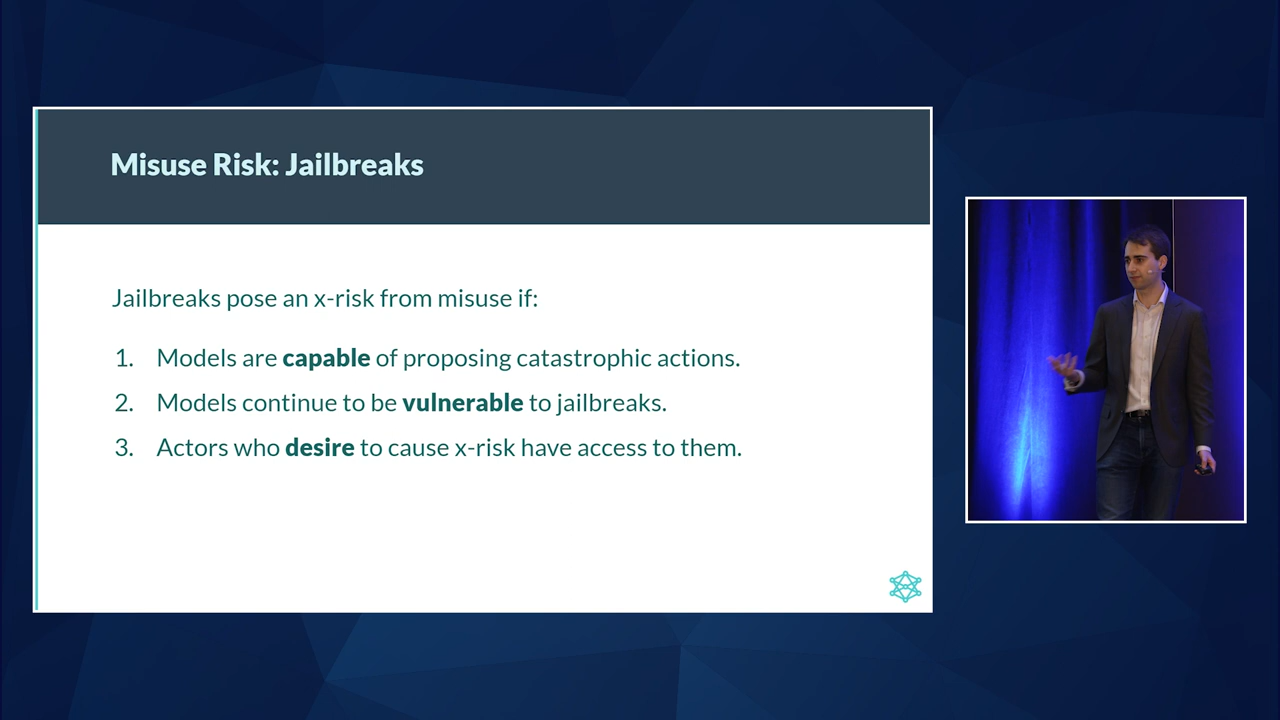 Misuse Risk: Jailbreaks
Jailbreaks pose an x-risk from misuse if:
1. Models are capable of proposing catastrophic actions.
2. Models continue to be vulnerable to jailbreaks.
3. Actors who desire to cause x-risk have access to them.